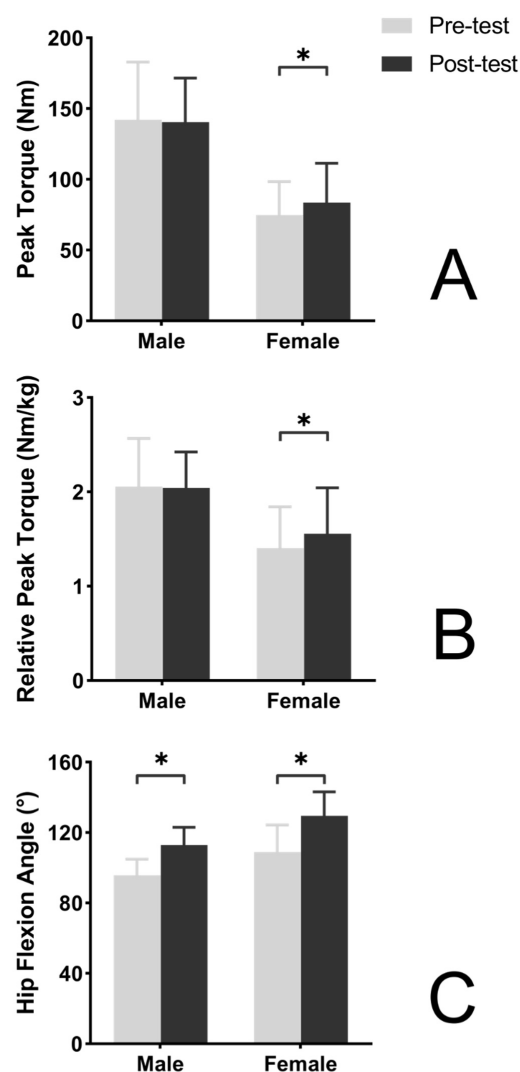 Pre-test
Post-test
Peak Torque (Nm)
200
150
100
50
0
*
Male
Female
A
Relative Peak Torque (Nm/kg)
3
2
1
0
*
Male
Female
B
Hip Flexion Angle (°)
160
120
80
40
0
*
*
Male
Female
C